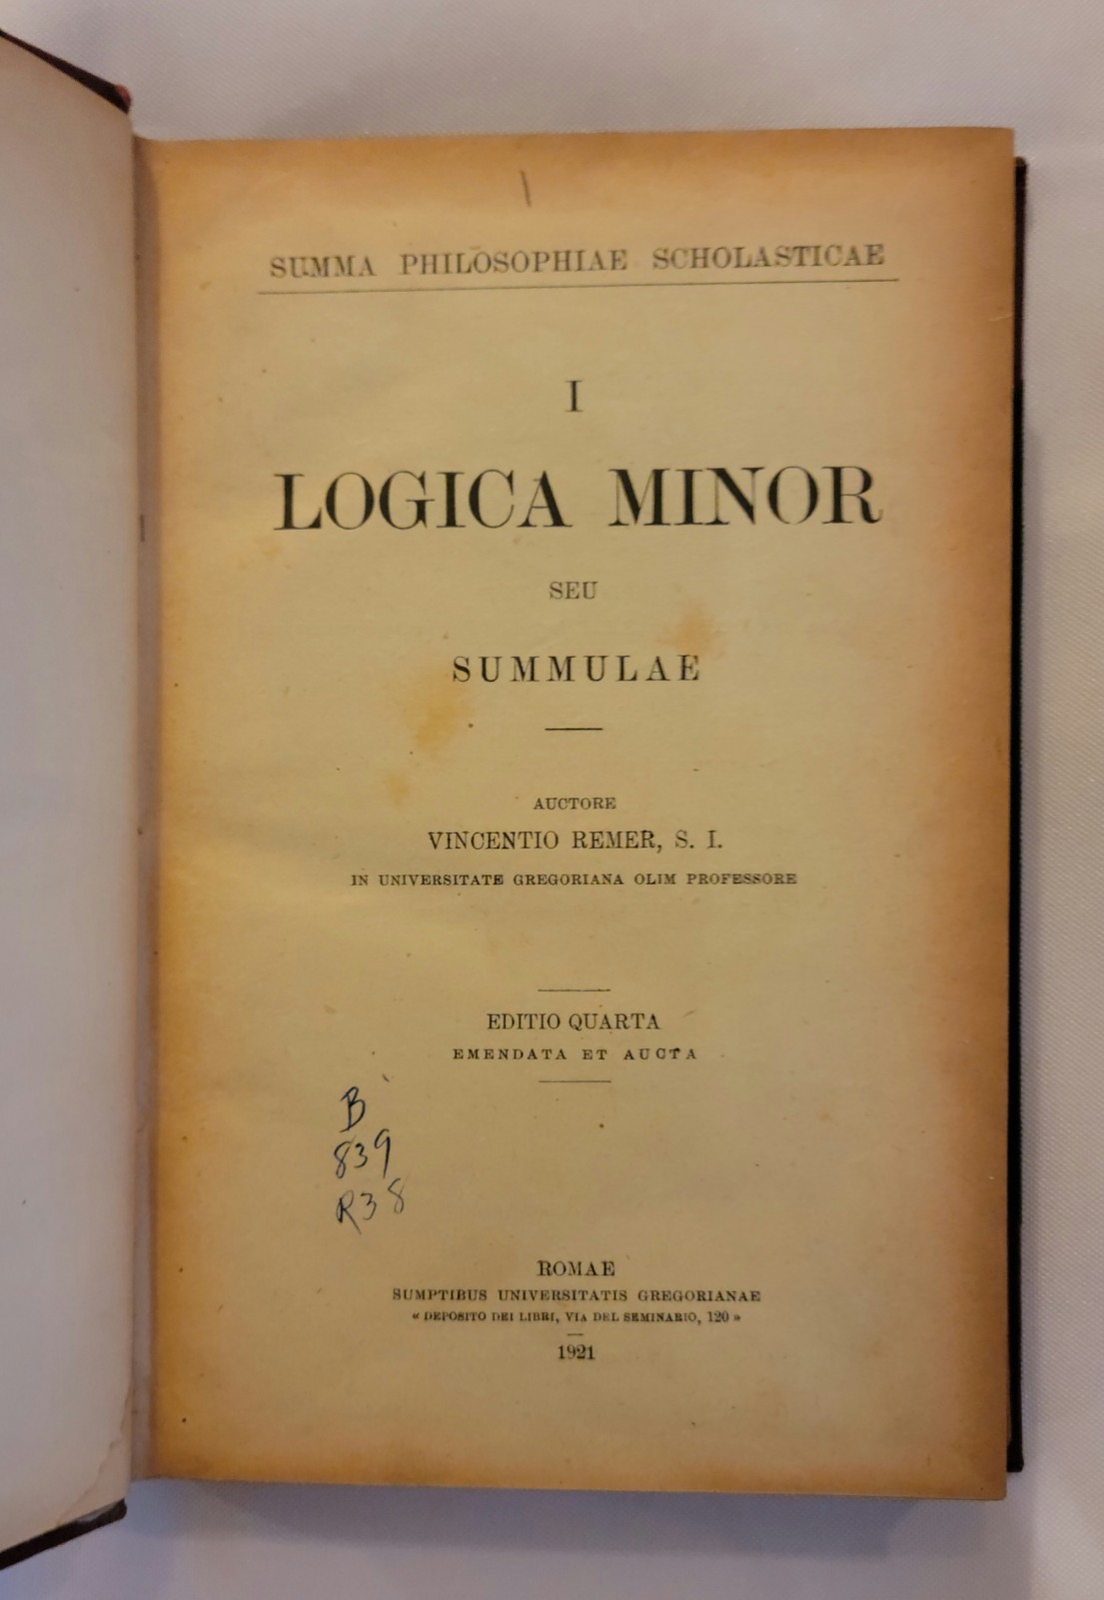 SUMMA PHILOSOPHIAE SCHOLASTICAE
I
LOGICA MINOR
SEU
SUMMULAE
AUCTORE
VINCENTIO REMER, S. I.
IN UNIVERSITATE GREGORIANA OLIM PROFESSORE
EDITIO QUARTA
EMENDATA ET AUCTA
B
839
R38
ROMAE
SUMPTIBUS UNIVERSITATIS GREGORIANAE
« DEPOSITO DEI LIBRI, VIA DEL SEMINARIO, 120 »
1921